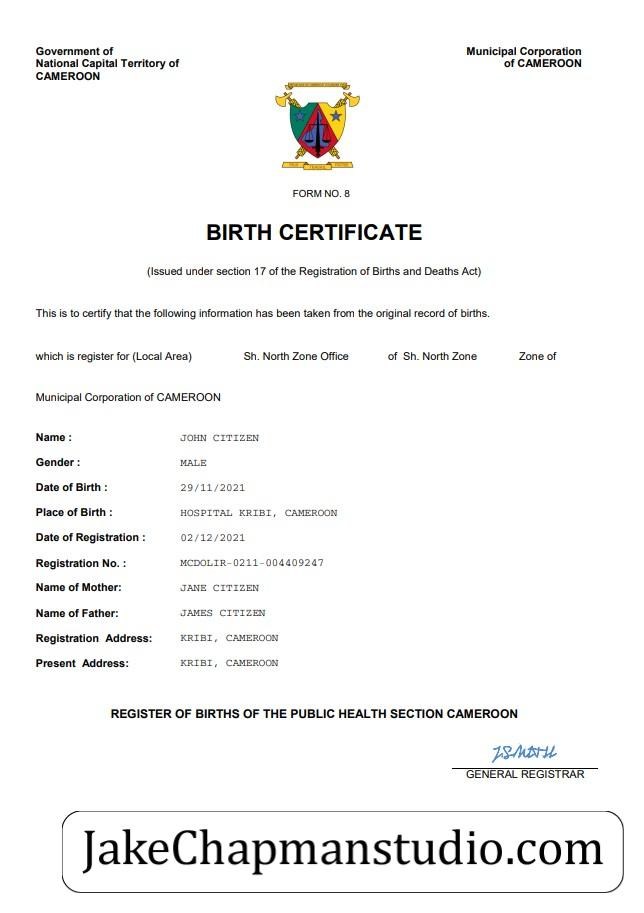 Government of
National Capital Territory of
CAMEROON
Municipal Corporation
of CAMEROON
FORM NO. 8
BIRTH CERTIFICATE
(Issued under section 17 of the Registration of Births and Deaths Act)
This is to certify that the following information has been taken from the original record of births.
which is register for (Local Area) Sh. North Zone Office of Sh. North Zone Zone of
Municipal Corporation of CAMEROON
Name : JOHN CITIZEN
Gender : MALE
Date of Birth : 29/11/2021
Place of Birth : HOSPITAL KRIBI, CAMEROON
Date of Registration : 02/12/2021
Registration No. : MCDOLIR-0211-004409247
Name of Mother: JANE CITIZEN
Name of Father: JAMES CITIZEN
Registration Address: KRIBI, CAMEROON
Present Address: KRIBI, CAMEROON
REGISTER OF BIRTHS OF THE PUBLIC HEALTH SECTION CAMEROON
GENERAL REGISTRAR
JakeChapmanstudio.com